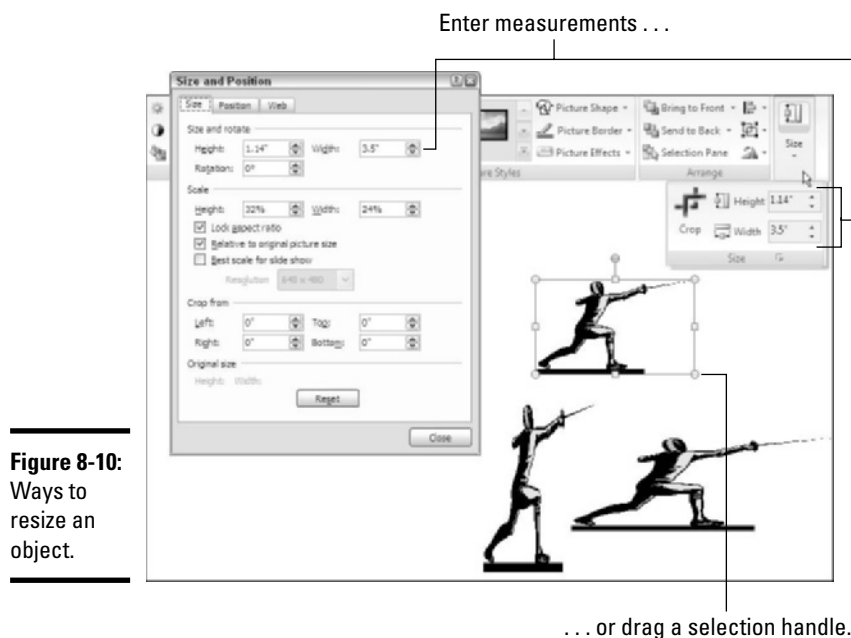 Enter measurements . . .
Size and Position
Size Position Web
Size and rotate
Height: 1.14" Width: 3.5"
Rotation: 0°
Scale
Height: 32% Width: 24%
Lock aspect ratio
Relative to original picture size
Best scale for slide show
Resolution 640 x 480
Crop from
Left: 0" Top: 0"
Right: 0" Bottom: 0"
Original size
Height: Width:
Reset
Close
Picture Shape
Picture Border
Picture Effects
ure Styles
Bring to Front
Send to Back
Selection Pane
Arrange
Size
Height 1.14"
Crop Width 3.5"
Size
Figure 8-10:
Ways to
resize an
object.
. . . or drag a selection handle.